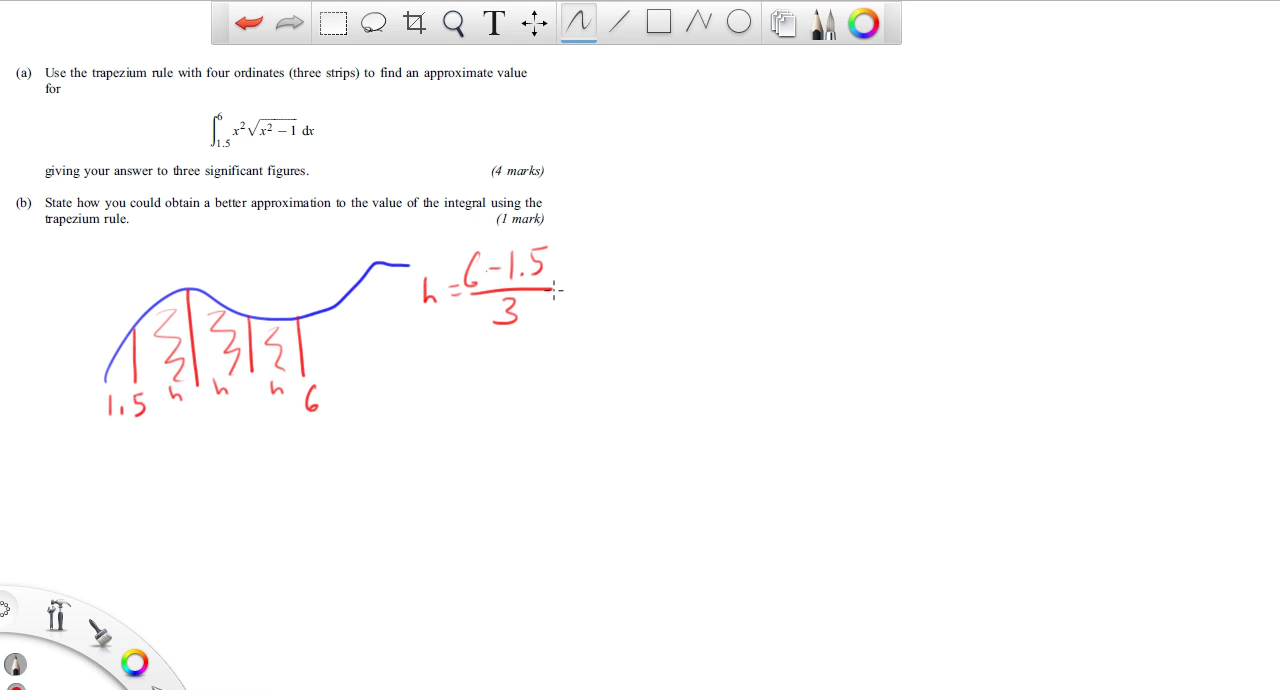 T
(a) Use the trapezium rule with four ordinates (three strips) to find an approximate value
for
∫₁.₅⁶ x²√(x² – 1) dx
giving your answer to three significant figures. (4 marks)
(b) State how you could obtain a better approximation to the value of the integral using the
trapezium rule. (1 mark)
h = (6 - 1.5)/3
1.5 h h h 6